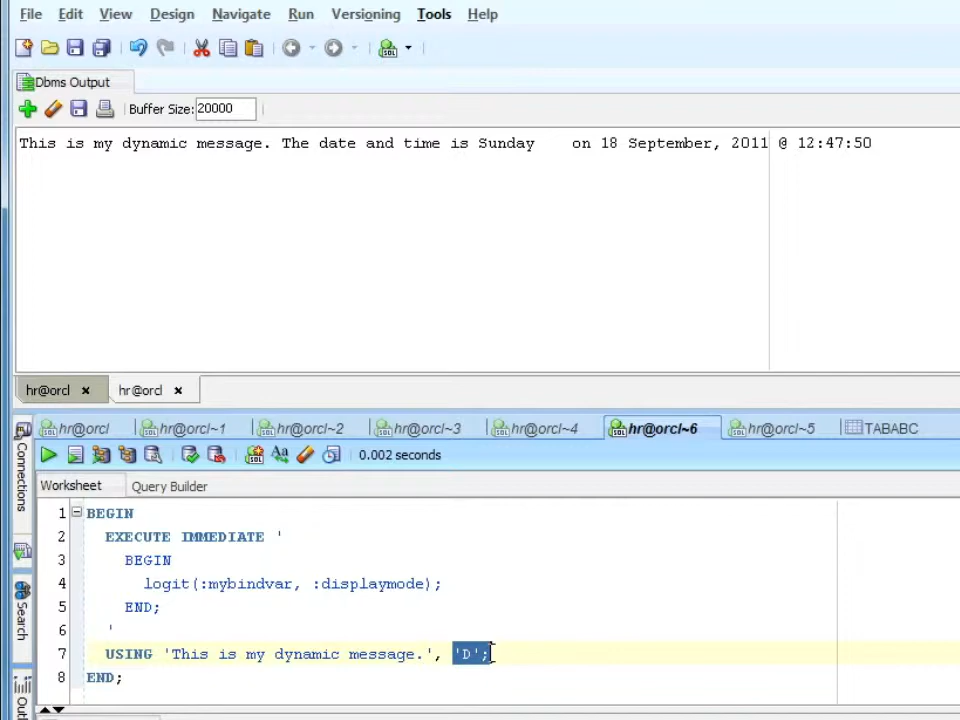 File Edit View Design Navigate Run Versioning Tools Help
Dbms Output
Buffer Size: 20000
This is my dynamic message. The date and time is Sunday    on 18 September, 2011 @ 12:47:50
hr@orcl × hr@orcl ×
hr@orcl hr@orcl~1 hr@orcl~2 hr@orcl~3 hr@orcl~4 hr@orcl~6 hr@orcl~5 TABABC
0.002 seconds
Connections
Search
Worksheet Query Builder
1 BEGIN
2 EXECUTE IMMEDIATE '
3 BEGIN
4 logit(:mybindvar, :displaymode);
5 END;
6 '
7 USING 'This is my dynamic message.', 'D';
8 END;